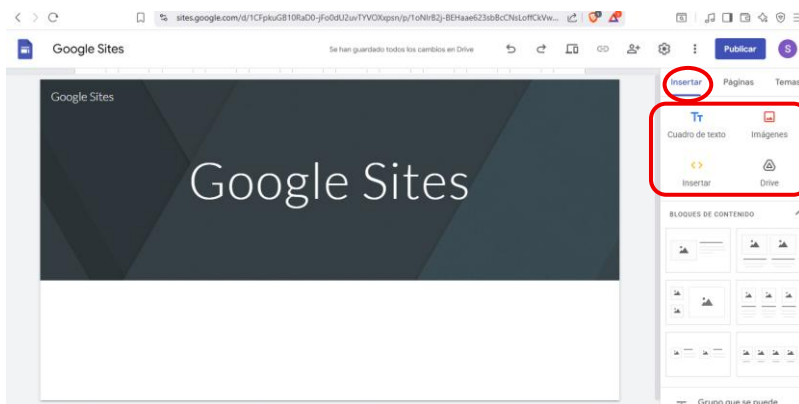 sites.google.com/d/1CFpkuGB10RaD0-jFo0dU2uvTYVOXxpsn/p/1oNIrB2j-BEHaae623sbBcCNsLoffCkVw...
Google Sites
Se han guardado todos los cambios en Drive
Publicar
S
Insertar Páginas Temas
Google Sites
Google Sites
Cuadro de texto Imágenes
Insertar Drive
BLOQUES DE CONTENIDO
Grupo que se puede